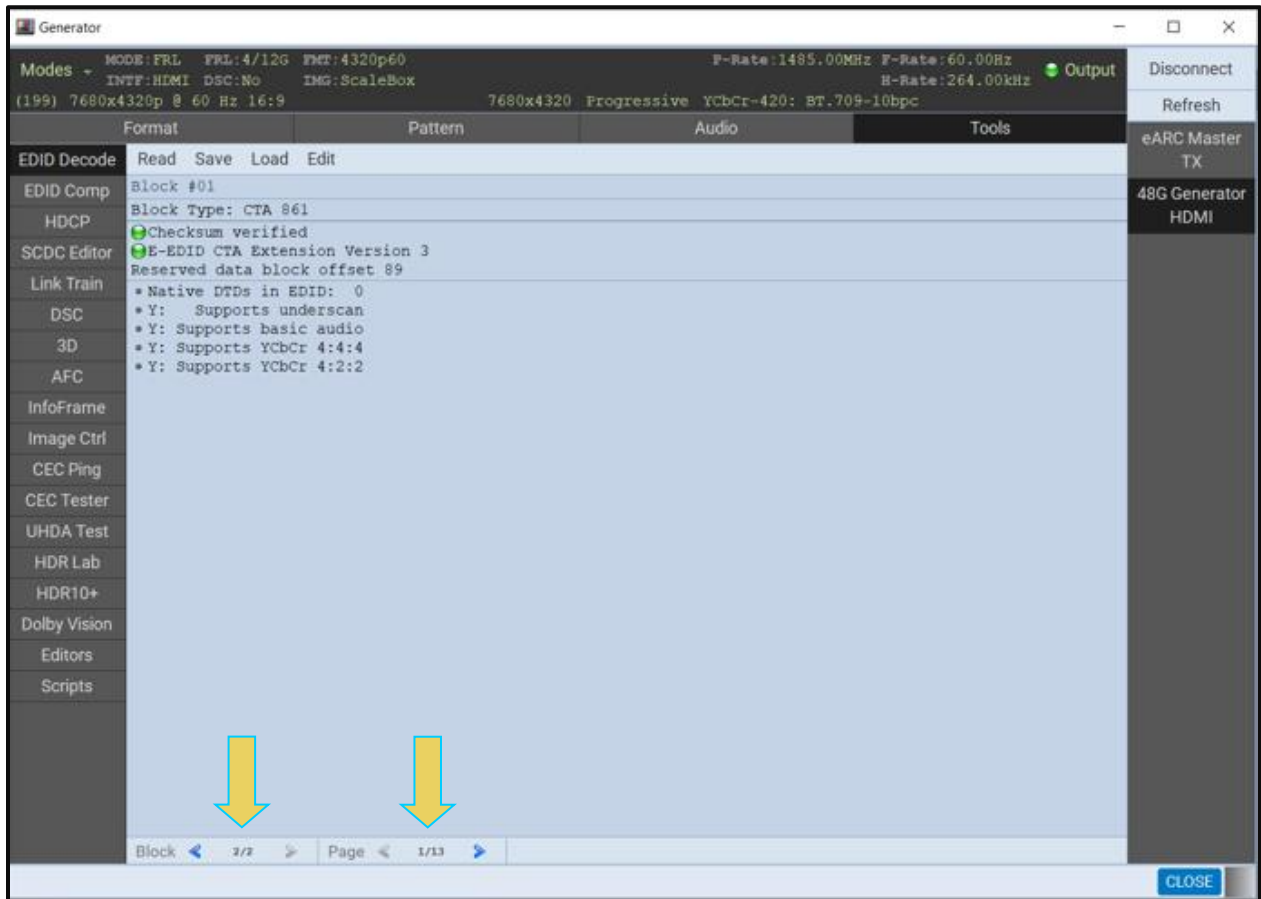 Generator
Modes MODE:FRL FRL:4/12G FMT:4320p60 P-Rate:1485.00MHz F-Rate:60.00Hz Output
INTF:HDMI DSC:No IMG:ScaleBox H-Rate:264.00kHz
(199) 7680x4320p @ 60 Hz 16:9 7680x4320 Progressive YCbCr-420: BT.709-10bpc
Disconnect
Refresh
eARC Master
TX
48G Generator
HDMI
Format Pattern Audio Tools
EDID Decode
EDID Comp
HDCP
SCDC Editor
Link Train
DSC
3D
AFC
InfoFrame
Image Ctrl
CEC Ping
CEC Tester
UHDA Test
HDR Lab
HDR10+
Dolby Vision
Editors
Scripts
Read Save Load Edit
Block #01
Block Type: CTA 861
Checksum verified
E-EDID CTA Extension Version 3
Reserved data block offset 89
Native DTDs in EDID: 0
Y: Supports underscan
Y: Supports basic audio
Y: Supports YCbCr 4:4:4
Y: Supports YCbCr 4:2:2
Block 2/2 Page 1/13
CLOSE